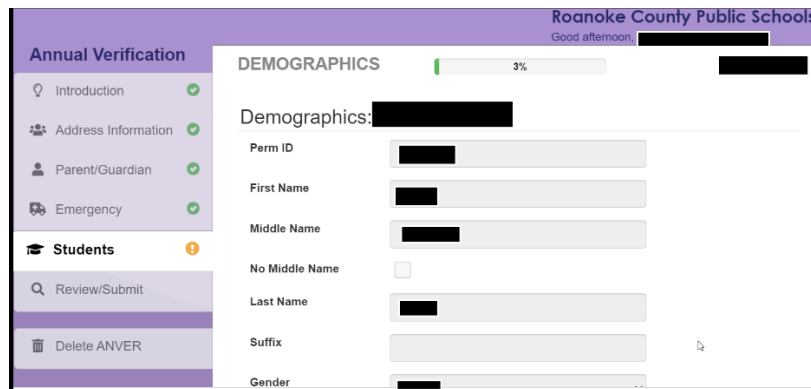 Roanoke County Public Schools
Good afternoon,
Annual Verification
DEMOGRAPHICS
3%
Introduction
Address Information
Parent/Guardian
Emergency
Students
Review/Submit
Delete ANVER
Demographics:
Perm ID
First Name
Middle Name
No Middle Name
Last Name
Suffix
Gender